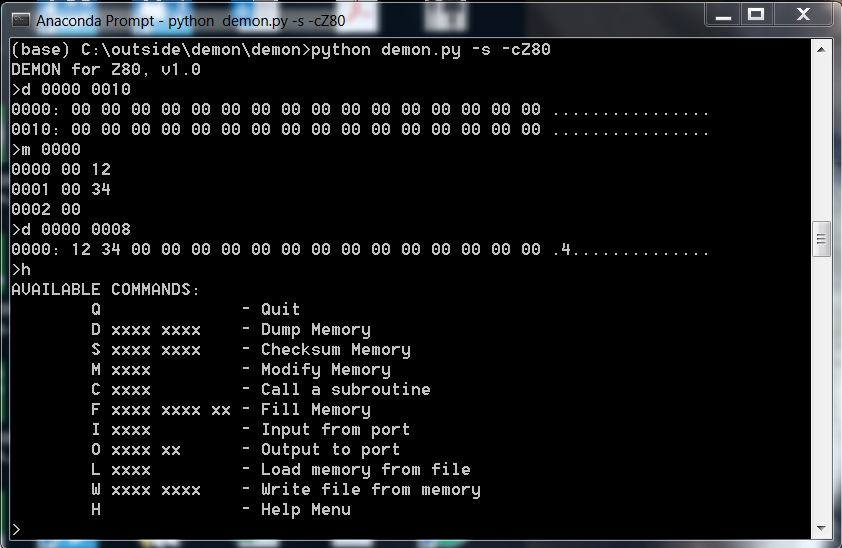 Anaconda Prompt - python  demon.py -s -cZ80
(base) C:\outside\demon\demon>python demon.py -s -cZ80
DEMON for Z80, v1.0
>d 0000 0010
0000: 00 00 00 00 00 00 00 00 00 00 00 00 00 00 00 00 ................
0010: 00 00 00 00 00 00 00 00 00 00 00 00 00 00 00 00 ................
>m 0000
0000 00 12
0001 00 34
0002 00
>d 0000 0008
0000: 12 34 00 00 00 00 00 00 00 00 00 00 00 00 00 00 .4..............
>h
AVAILABLE COMMANDS:
        Q              - Quit
        D xxxx xxxx    - Dump Memory
        S xxxx xxxx    - Checksum Memory
        M xxxx         - Modify Memory
        C xxxx         - Call a subroutine
        F xxxx xxxx xx - Fill Memory
        I xxxx         - Input from port
        O xxxx xx      - Output to port
        L xxxx         - Load memory from file
        W xxxx xxxx    - Write file from memory
        H              - Help Menu
>